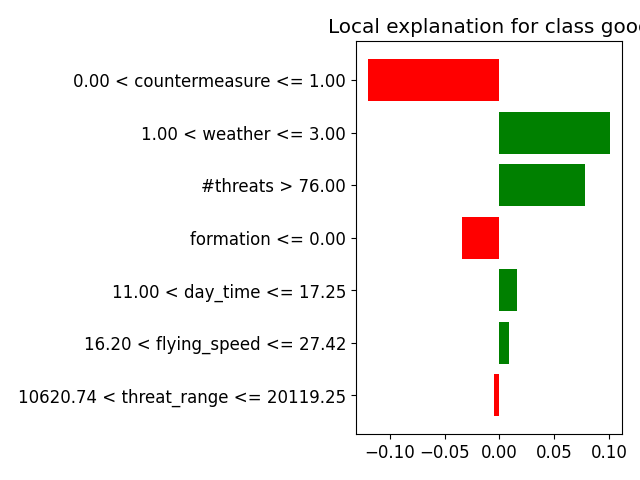 Local explanation for class goo
0.00 < countermeasure <= 1.00
1.00 < weather <= 3.00
#threats > 76.00
formation <= 0.00
11.00 < day_time <= 17.25
16.20 < flying_speed <= 27.42
10620.74 < threat_range <= 20119.25
−0.10 −0.05 0.00 0.05 0.10